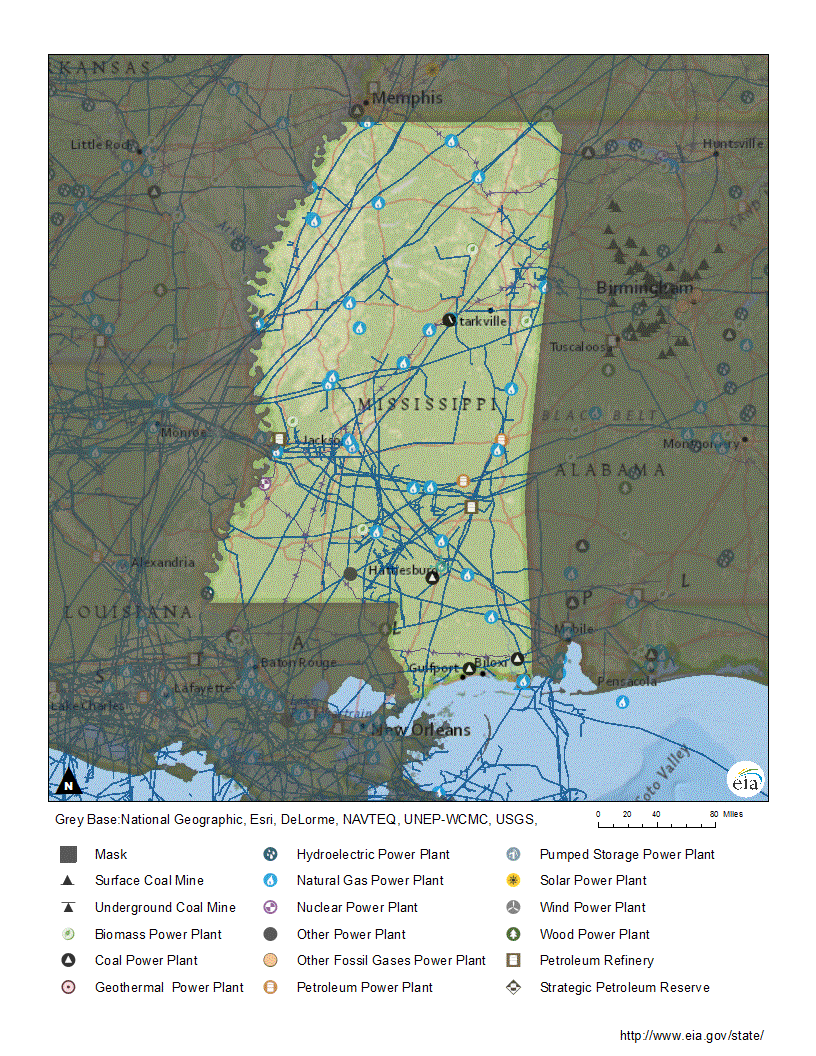 KANSAS
Memphis
Little Rock
Huntsville
SAND
Birmingham
tarkville
Tuscaloosa
MISSISSIPPI
BLACK BELT
Monroe
Jackso
Montgomery
ALABAMA
Alexandria
Hattiesburg
LOUISIANA
P L
A L
Mobile
Baton Rouge
S T
Gulfport Biloxi
Lafayette
Pensacola
Lake Charles
New Orleans
Soto Valley
N
eia
Grey Base:National Geographic, Esri, DeLorme, NAVTEQ, UNEP-WCMC, USGS,
0 20 40 80 Miles
Mask Hydroelectric Power Plant Pumped Storage Power Plant
Surface Coal Mine Natural Gas Power Plant Solar Power Plant
Underground Coal Mine Nuclear Power Plant Wind Power Plant
Biomass Power Plant Other Power Plant Wood Power Plant
Coal Power Plant Other Fossil Gases Power Plant Petroleum Refinery
Geothermal Power Plant Petroleum Power Plant Strategic Petroleum Reserve
http://www.eia.gov/state/